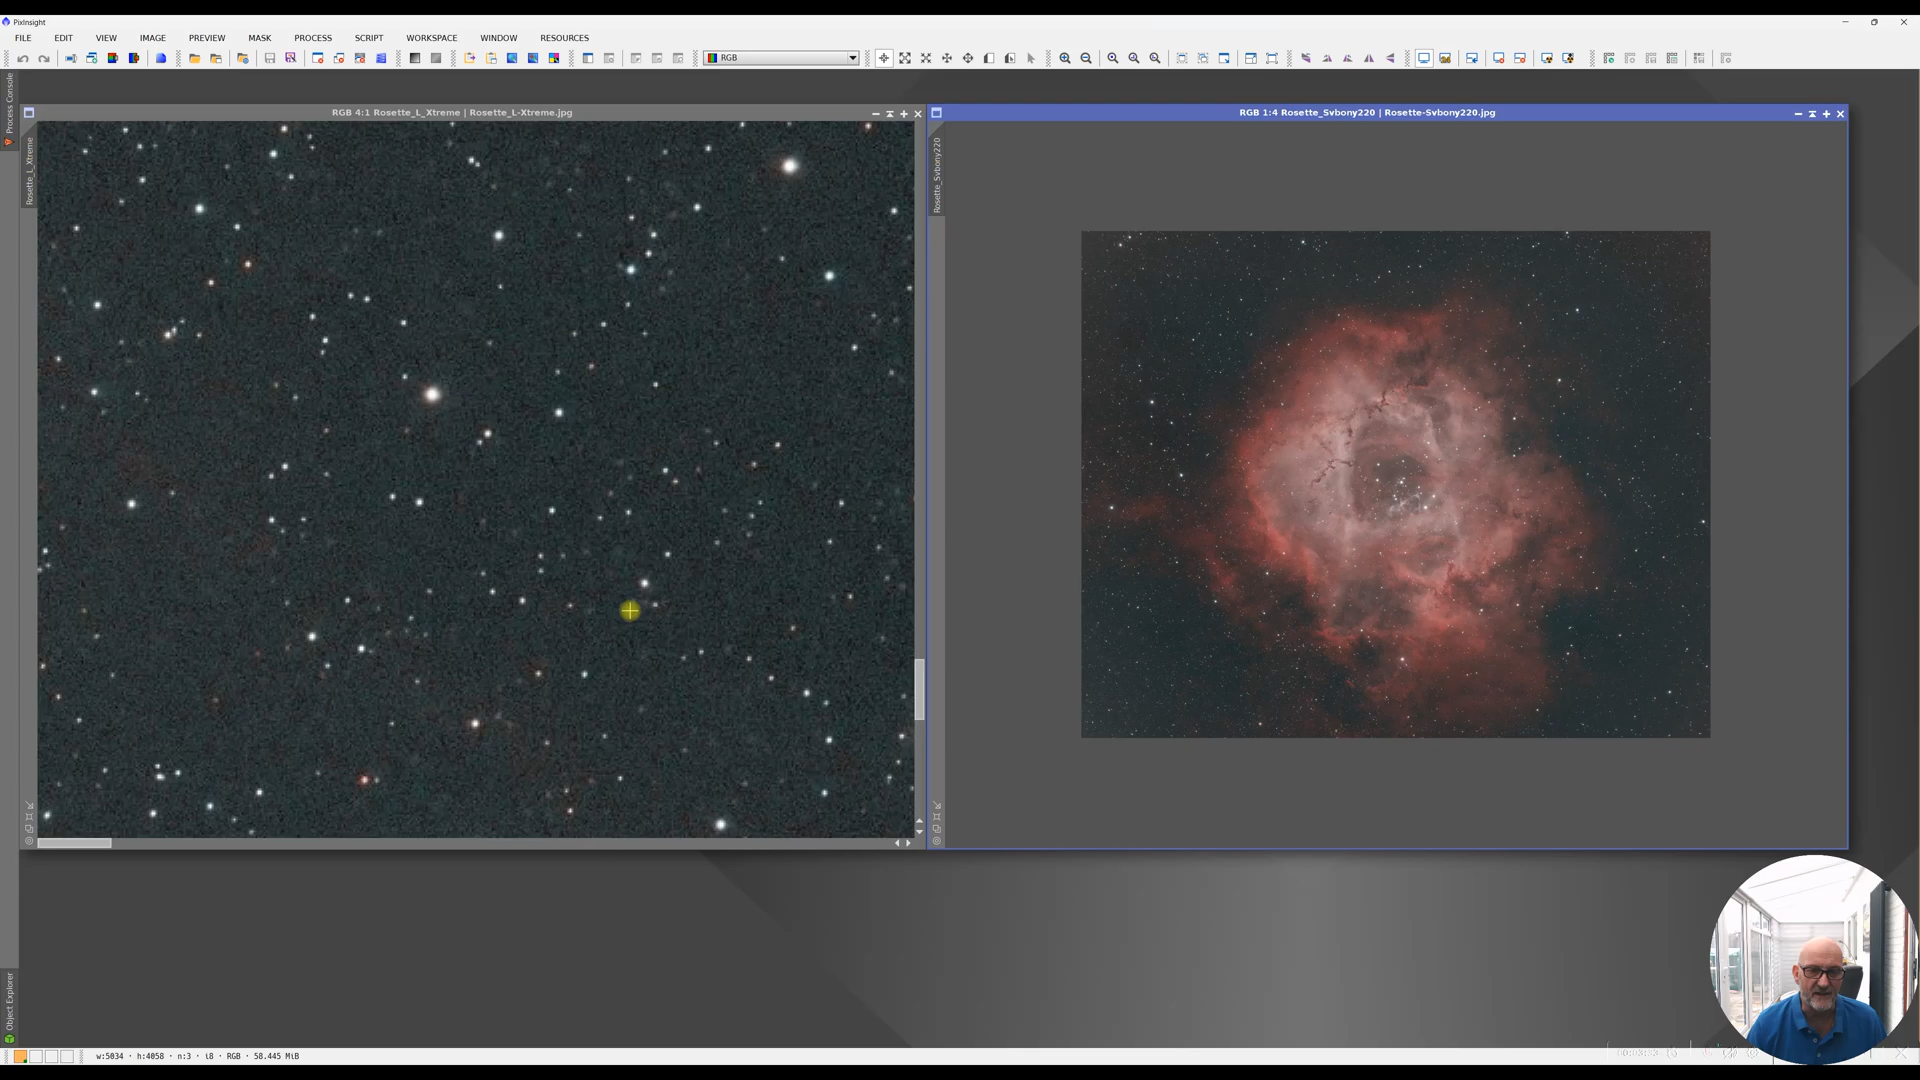 PixInsight
FILE EDIT VIEW IMAGE PREVIEW MASK PROCESS SCRIPT WORKSPACE WINDOW RESOURCES
RGB
Process Console
RGB 4:1 Rosette_L_Xtreme | Rosette_L-Xtreme.jpg
RGB 1:4 Rosette_Svbony220 | Rosette-Svbony220.jpg
Rosette_L_Xtreme
Rosette_Svbony220
Object Explorer
w:5034 · h:4058 · n:3 · i8 · RGB · 58.445 MiB